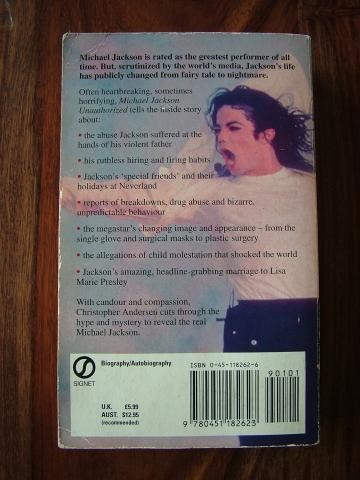 Michael Jackson is rated as the greatest performer of all
time. But, scrutinized by the world's media, Jackson's life
has publicly changed from fairy tale to nightmare.
Often heartbreaking, sometimes
horrifying, Michael Jackson
Unauthorized tells the inside story
about:
• the abuse Jackson suffered at the
hands of his violent father
• his ruthless hiring and firing habits
• Jackson's 'special friends' and their
holidays at Neverland
• reports of breakdowns, drug abuse and bizarre,
unpredictable behaviour
• the megastar's changing image and appearance – from the
single glove and surgical masks to plastic surgery
• the allegations of child molestation that shocked the world
• Jackson's amazing, headline-grabbing marriage to Lisa
Marie Presley
With candour and compassion,
Christopher Andersen cuts through the
hype and mystery to reveal the real
Michael Jackson.
SIGNET
Biography/Autobiography
U.K. £5.99
AUST. $12.95
(recommended)
ISBN 0-45-118262-6
90101
9 780451 182623